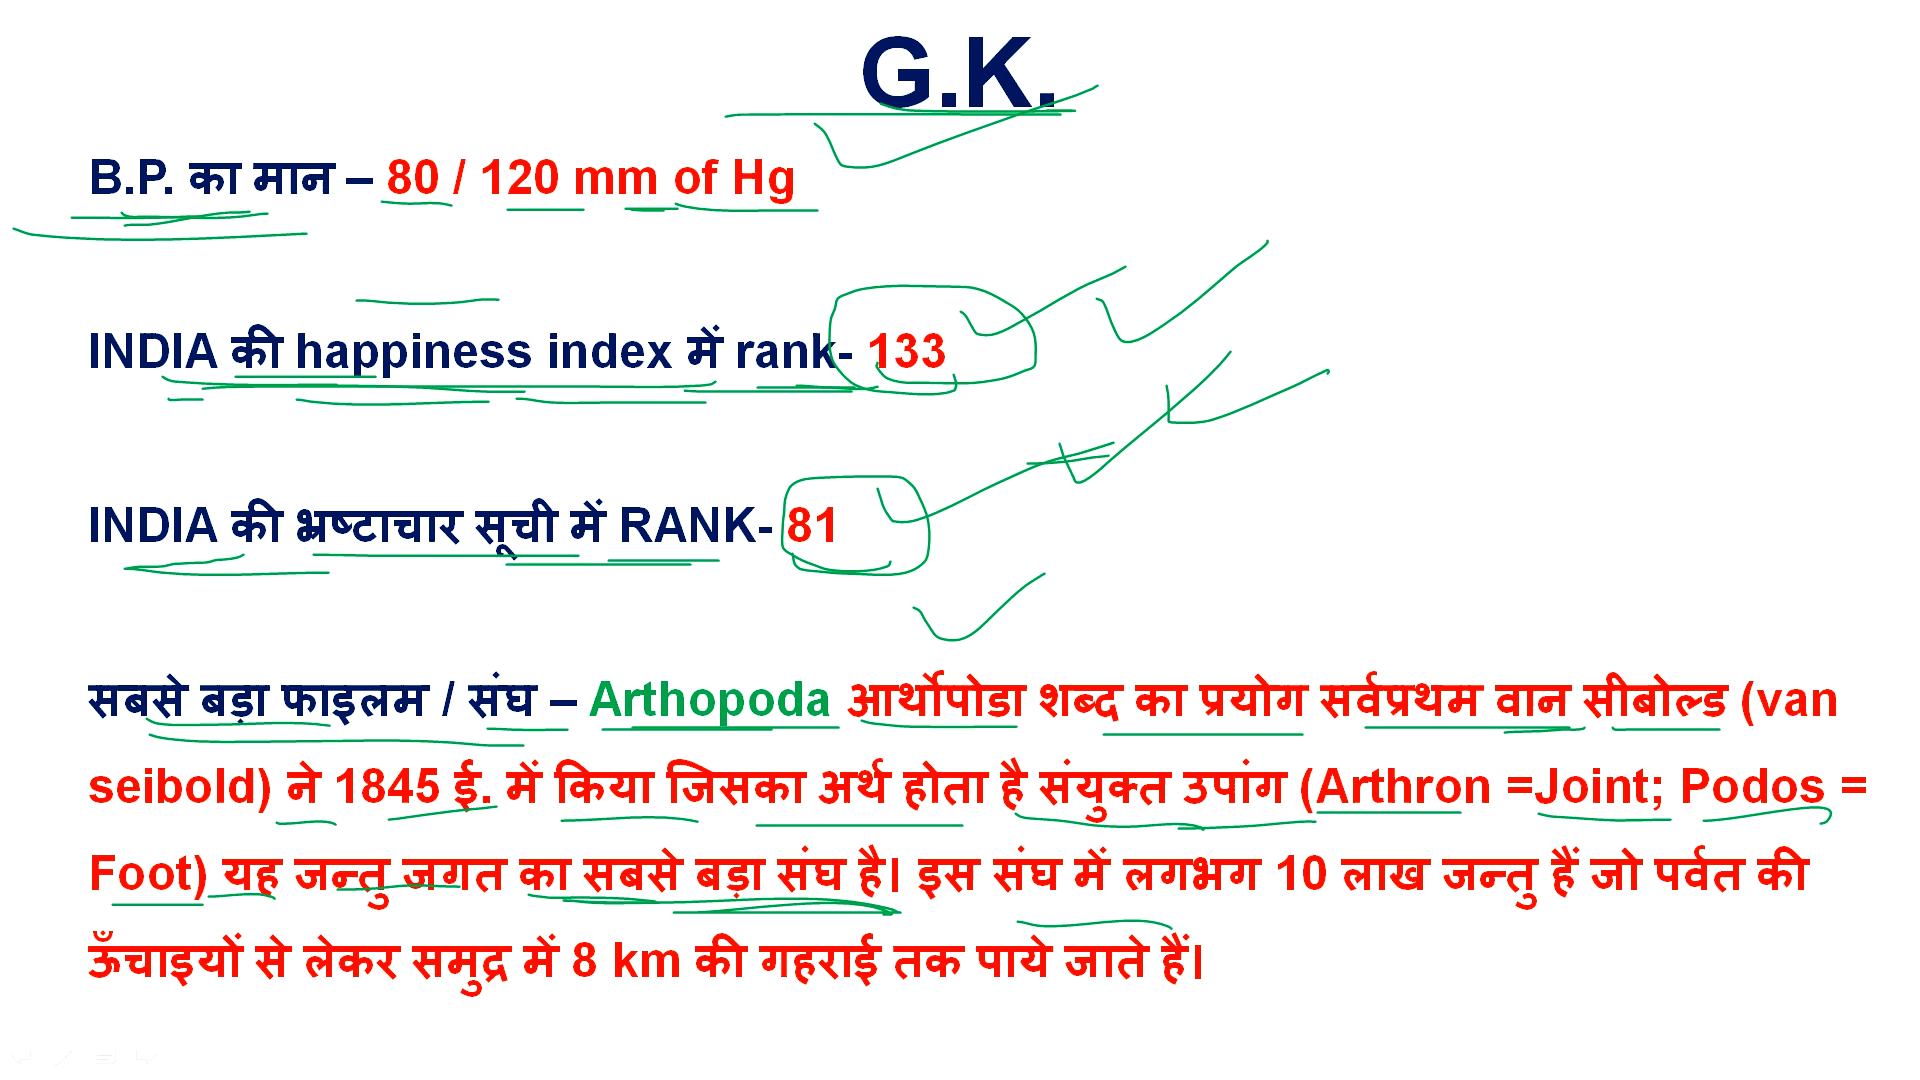 G.K.
B.P. का मान – 80 / 120 mm of Hg
INDIA की happiness index में rank- 133
INDIA की भ्रष्टाचार सूची में RANK- 81
सबसे बड़ा फाइलम / संघ – Arthopoda आर्थोपोडा शब्द का प्रयोग सर्वप्रथम वान सीबोल्ड (van
seibold) ने 1845 ई. में किया जिसका अर्थ होता है संयुक्त उपांग (Arthron =Joint; Podos =
Foot) यह जन्तु जगत का सबसे बड़ा संघ है। इस संघ में लगभग 10 लाख जन्तु हैं जो पर्वत की
ऊँचाइयों से लेकर समुद्र में 8 km की गहराई तक पाये जाते हैं।